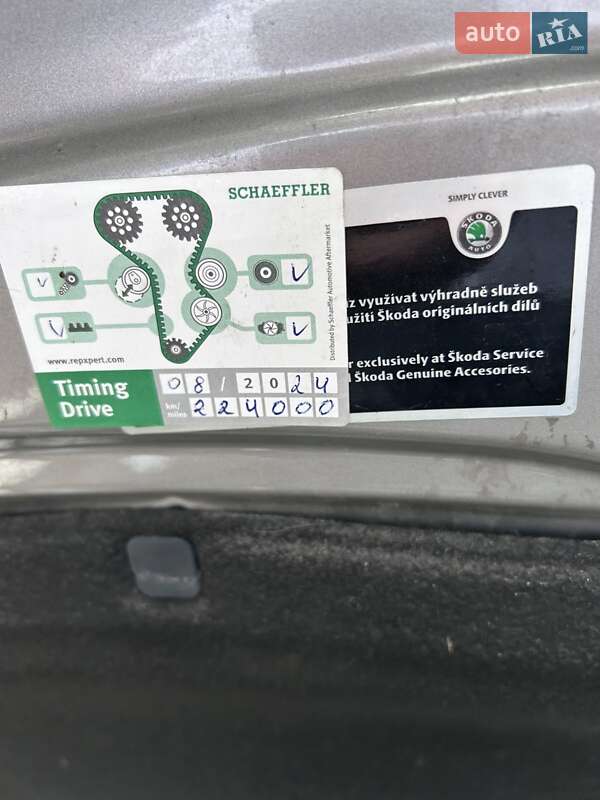 auto RIA
.com
SCHAEFFLER
SIMPLY CLEVER
ŠKODA
AUTO
Distributed by Schaeffler Automotive Aftermarket
využívat výhradně služeb
Škoda originálních dílů
www.repxpert.com
exclusively at Škoda Service
Škoda Genuine Accesories.
Timing
Drive
08/2024
km/
miles
224000